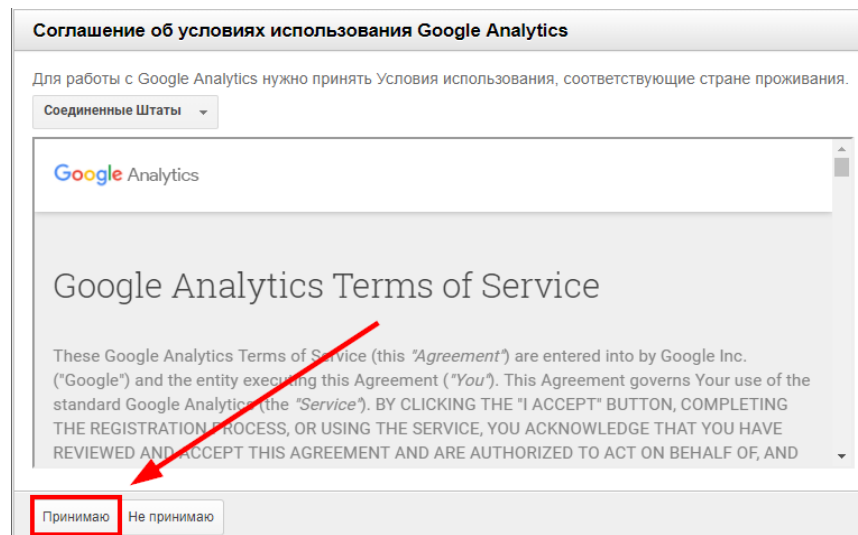 Соглашение об условиях использования Google Analytics
Для работы с Google Analytics нужно принять Условия использования, соответствующие стране проживания.
Соединенные Штаты
Google Analytics
Google Analytics Terms of Service
These Google Analytics Terms of Service (this "Agreement") are entered into by Google Inc.
("Google") and the entity executing this Agreement ("You"). This Agreement governs Your use of the
standard Google Analytics (the "Service"). BY CLICKING THE "I ACCEPT" BUTTON, COMPLETING
THE REGISTRATION PROCESS, OR USING THE SERVICE, YOU ACKNOWLEDGE THAT YOU HAVE
REVIEWED AND ACCEPT THIS AGREEMENT AND ARE AUTHORIZED TO ACT ON BEHALF OF, AND
Принимаю Не принимаю